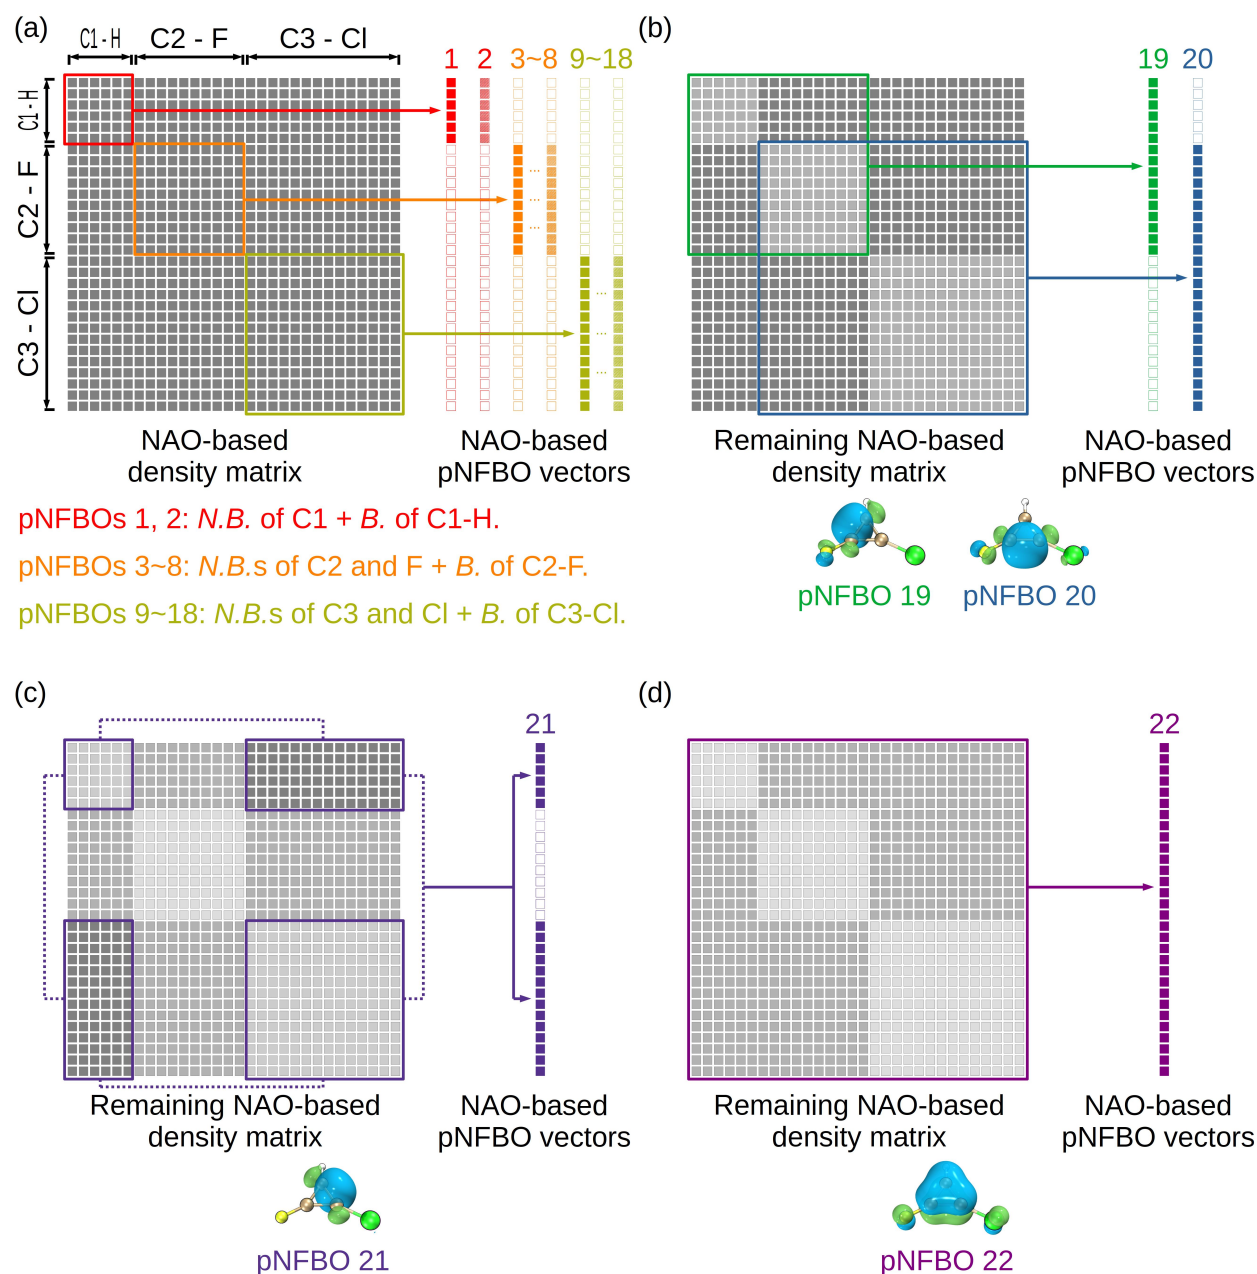 (a)
C1 - H
C2 - F
C3 - Cl
1
2
3~8
9~18
C1 - H
C2 - F
C3 - Cl
...
...
...
...
NAO-based
density matrix
NAO-based
pNFBO vectors
pNFBOs 1, 2: N.B. of C1 + B. of C1-H.
pNFBOs 3~8: N.B.s of C2 and F + B. of C2-F.
pNFBOs 9~18: N.B.s of C3 and Cl + B. of C3-Cl.
(b)
19
20
Remaining NAO-based
density matrix
NAO-based
pNFBO vectors
pNFBO 19
pNFBO 20
(c)
21
Remaining NAO-based
density matrix
NAO-based
pNFBO vectors
pNFBO 21
(d)
22
Remaining NAO-based
density matrix
NAO-based
pNFBO vectors
pNFBO 22